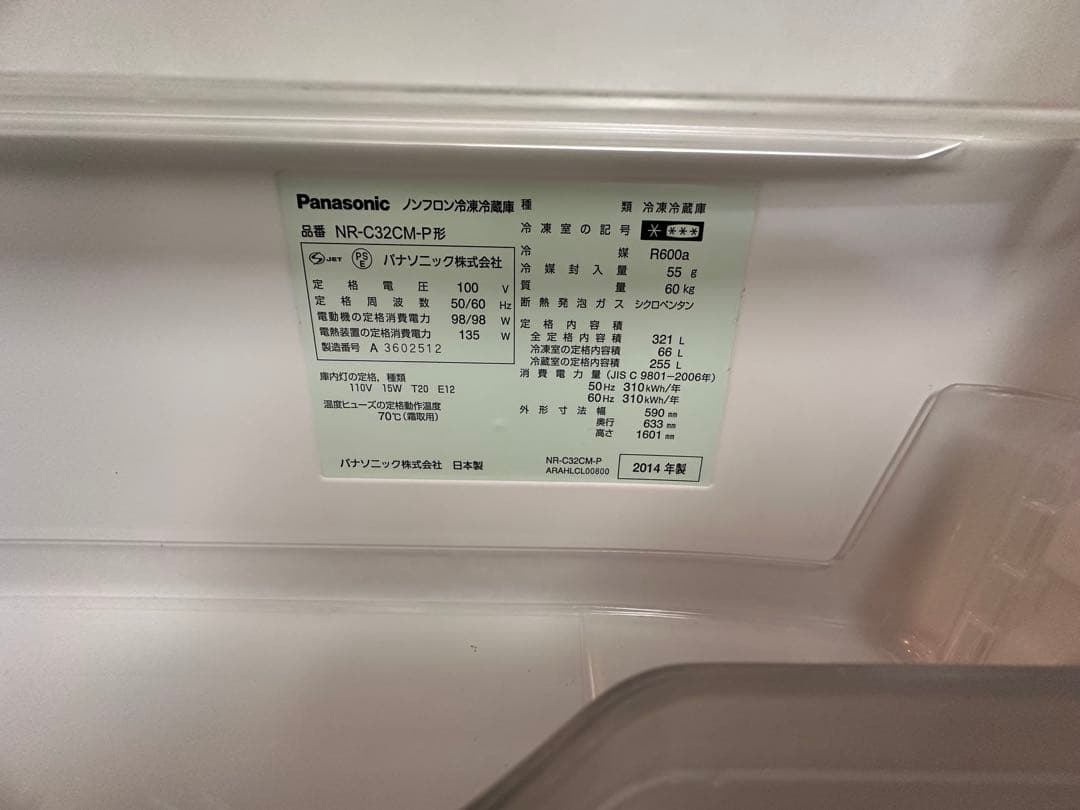 Panasonic ノンフロン冷凍冷蔵庫
品番 NR-C32CM-P形
JET PSE パナソニック株式会社
定格電圧 100 V
定格周波数 50/60 Hz
電動機の定格消費電力 98/98 W
電熱装置の定格消費電力 135 W
製造番号 A 3602512
庫内灯の定格, 種類
110V 15W T20 E12
温度ヒューズの定格動作温度
70℃(霜取用)
パナソニック株式会社 日本製
種類 冷凍冷蔵庫
冷凍室の記号 * ***
冷媒 R600a
冷媒封入量 55 g
質量 60 kg
断熱発泡ガス シクロペンタン
定格内容積
全定格内容積 321 L
冷凍室の定格内容積 66 L
冷蔵室の定格内容積 255 L
消費電力量 (JIS C 9801-2006年)
50Hz 310kWh/年
60Hz 310kWh/年
外形寸法 幅 590 mm
奥行 633 mm
高さ 1601 mm
NR-C32CM-P
ARAHLCL00800
2014 年製